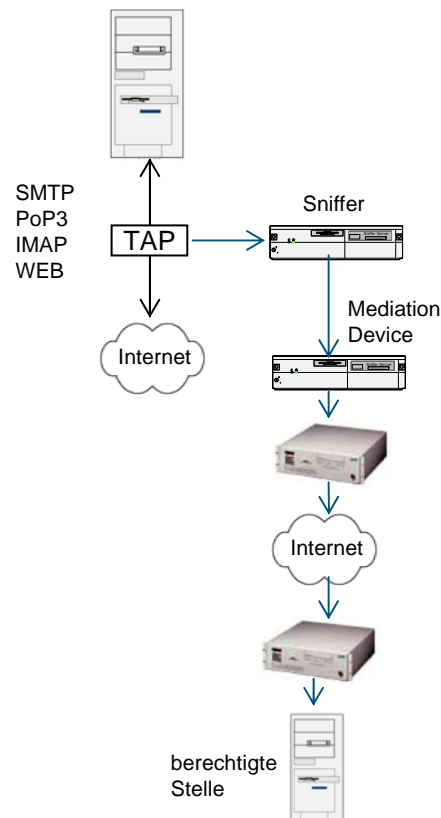 SMTP
PoP3
IMAP
WEB
TAP
Sniffer
Internet
Mediation
Device
Internet
berechtigte
Stelle